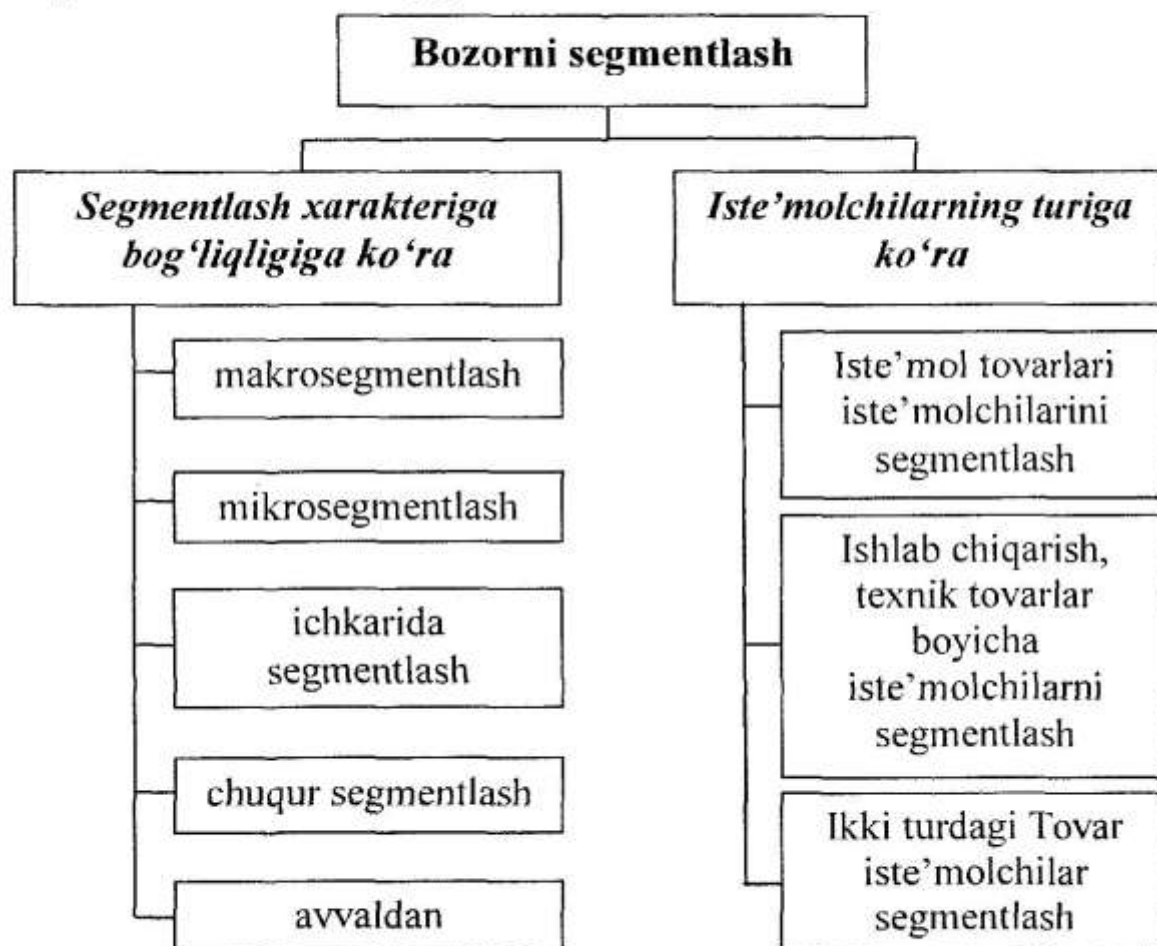 Bozorni segmentlash
Segmentlash xarakteriga
bog‘liqligiga ko‘ra
makrosegmentlash
mikrosegmentlash
ichkarida
segmentlash
chuqur segmentlash
avvaldan
Iste’molchilarning turiga
ko‘ra
Iste’mol tovarlari
iste’molchilarini
segmentlash
Ishlab chiqarish,
texnik tovarlar
boyicha
iste’molchilarni
segmentlash
Ikki turdagi Tovar
iste’molchilar
segmentlash